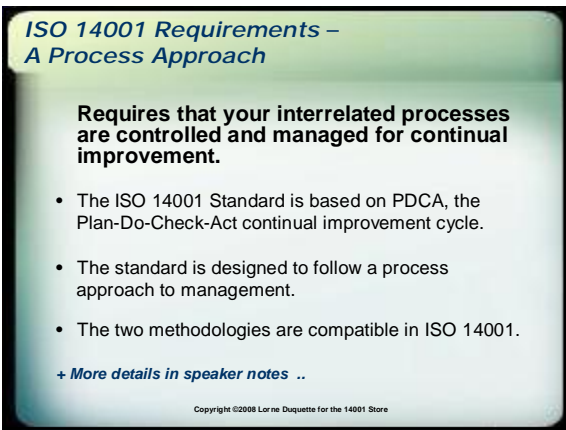 ISO 14001 Requirements –
A Process Approach
Requires that your interrelated processes
are controlled and managed for continual
improvement.
• The ISO 14001 Standard is based on PDCA, the
Plan-Do-Check-Act continual improvement cycle.
• The standard is designed to follow a process
approach to management.
• The two methodologies are compatible in ISO 14001.
+ More details in speaker notes ..
Copyright ©2008 Lorne Duquette for the 14001 Store